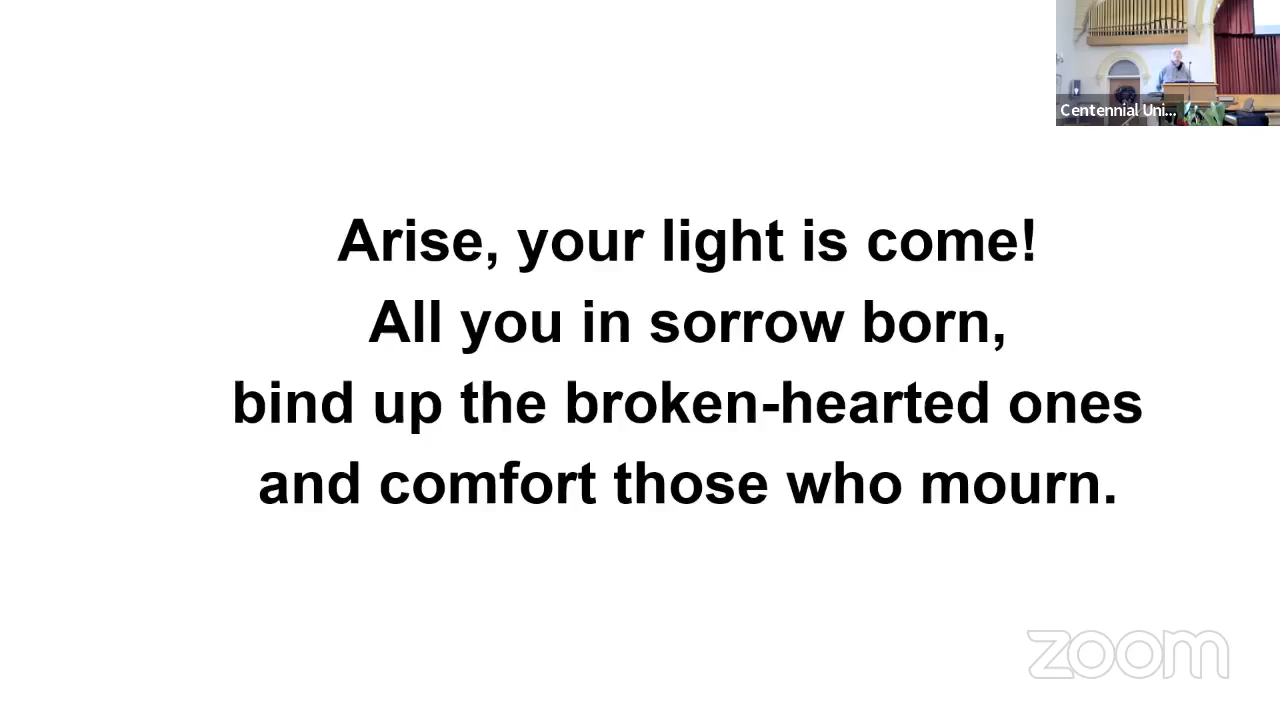 Centennial Uni...
Arise, your light is come!
All you in sorrow born,
bind up the broken-hearted ones
and comfort those who mourn.
zoom